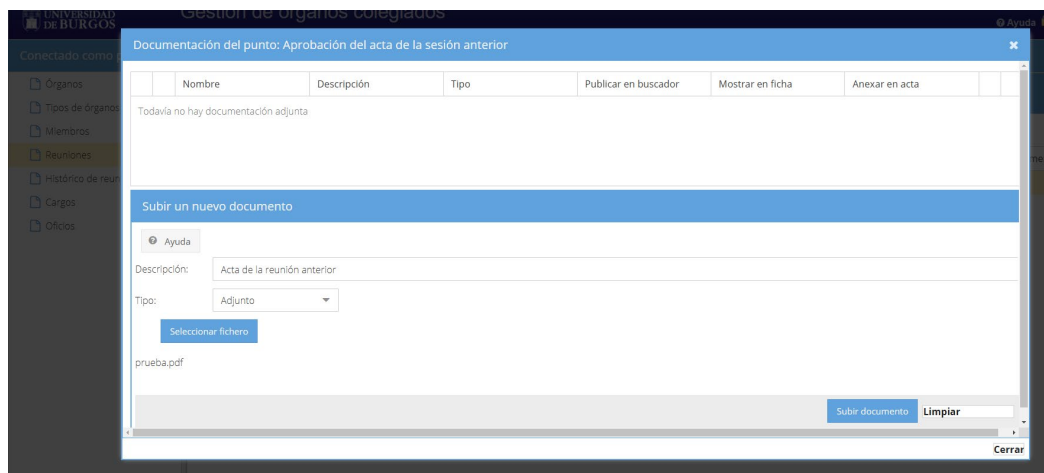 UNIVERSIDAD
DE BURGOS
Gestión de órganos colegiados
Ayuda
Conectado como
Órganos
Tipos de órganos
Miembros
Reuniones
Histórico de reun
Cargos
Oficios
Documentación del punto: Aprobación del acta de la sesión anterior
Nombre Descripción Tipo Publicar en buscador Mostrar en ficha Anexar en acta
Todavía no hay documentación adjunta
Subir un nuevo documento
Ayuda
Descripción: Acta de la reunión anterior
Tipo: Adjunto
Seleccionar fichero
prueba.pdf
Subir documento Limpiar
Cerrar